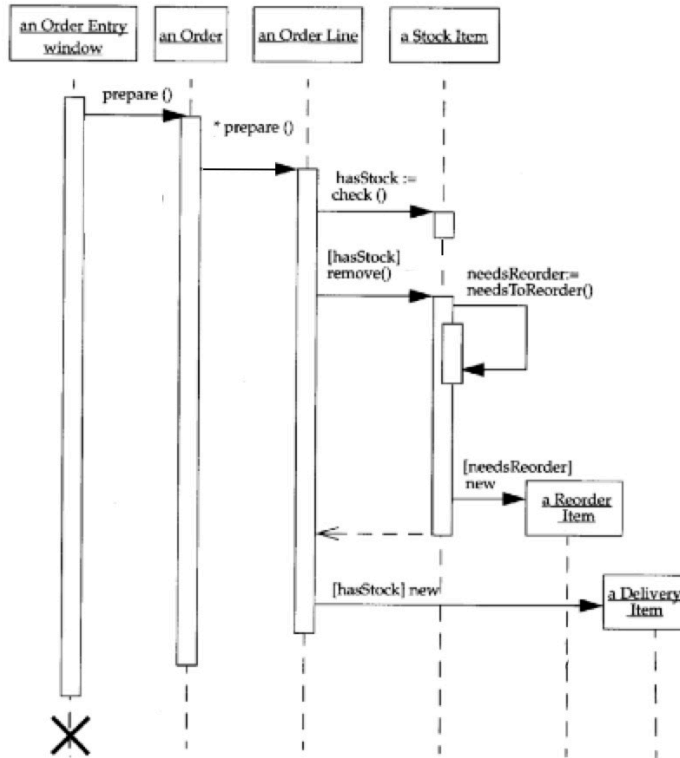 an Order Entry
window
an Order
an Order Line
a Stock Item
prepare ()
* prepare ()
hasStock :=
check ()
[hasStock]
remove()
needsReorder:=
needsToReorder()
[needsReorder]
new
a Reorder
Item
[hasStock] new
a Delivery
Item